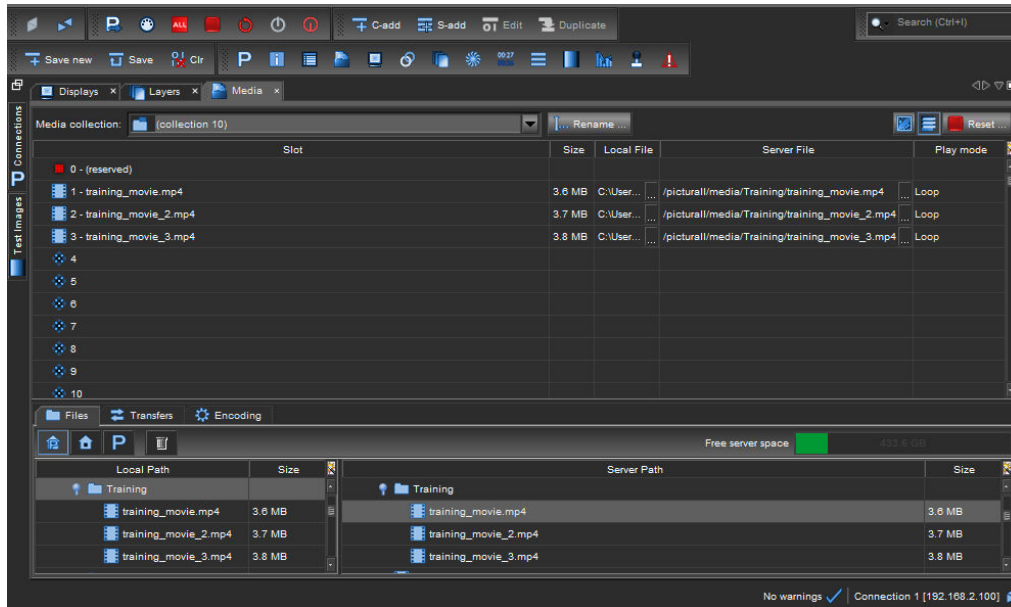 ALL C-add S-add Edit Duplicate Search (Ctrl+I)
Save new Save Clr P 00:27
Displays × Layers × Media ×
Connections
Test Images
Media collection: (collection 10) Rename ... Reset ...
Slot Size Local File Server File Play mode
0 - (reserved)
1 - training_movie.mp4 3.6 MB C:\User... ... /picturall/media/Training/training_movie.mp4 ... Loop
2 - training_movie_2.mp4 3.7 MB C:\User... ... /picturall/media/Training/training_movie_2.mp4 ... Loop
3 - training_movie_3.mp4 3.8 MB C:\User... ... /picturall/media/Training/training_movie_3.mp4 ... Loop
4
5
6
7
8
9
10
Files Transfers Encoding
P Free server space 433.6 GB
Local Path Size Server Path Size
Training Training
training_movie.mp4 3.6 MB training_movie.mp4 3.6 MB
training_movie_2.mp4 3.7 MB training_movie_2.mp4 3.7 MB
training_movie_3.mp4 3.8 MB training_movie_3.mp4 3.8 MB
No warnings Connection 1 [192.168.2.100]